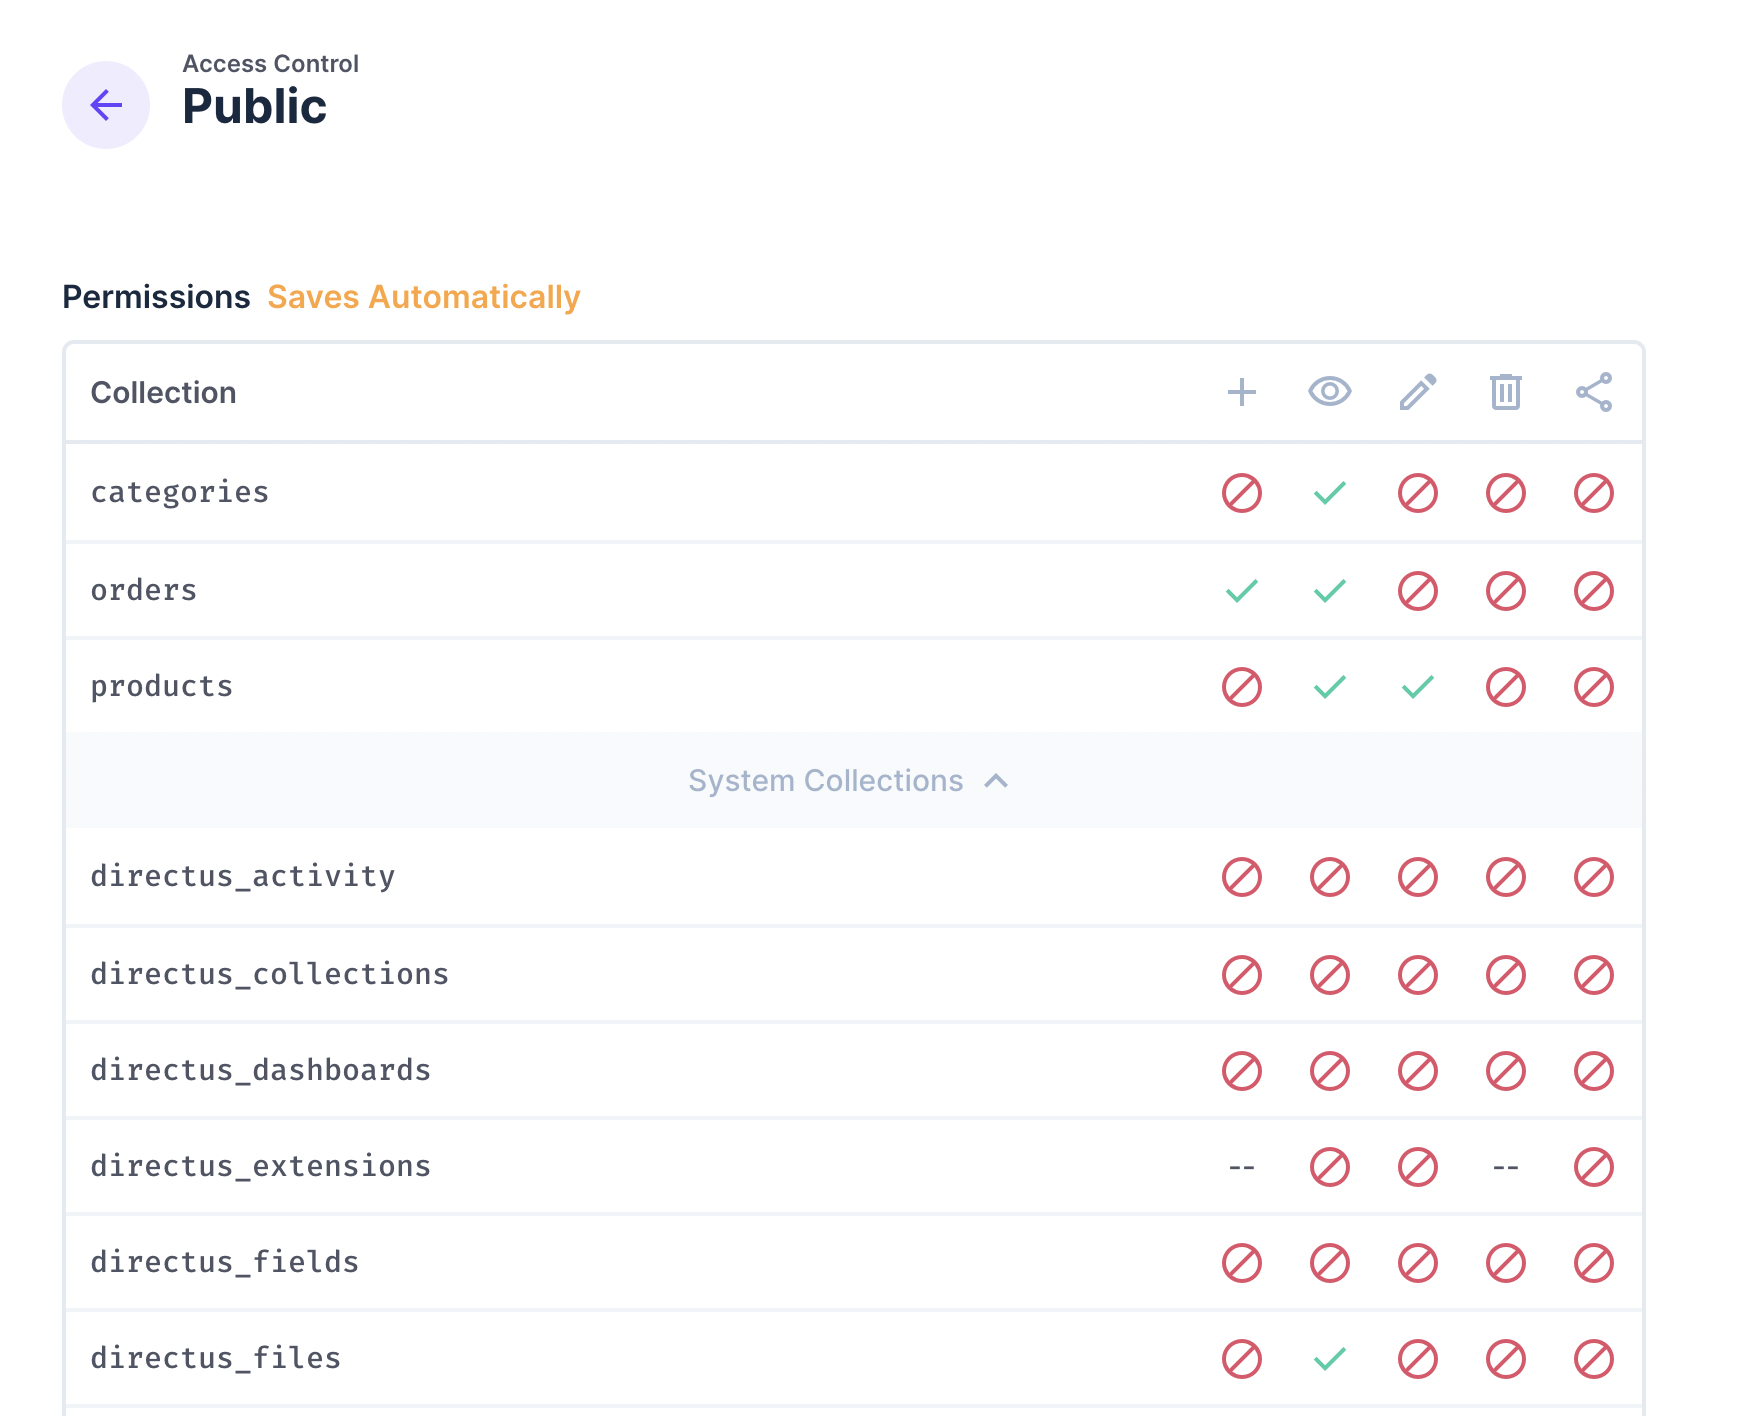 Access Control
Public
Permissions Saves Automatically
Collection
categories
orders
products
System Collections
directus_activity
directus_collections
directus_dashboards
directus_extensions -- --
directus_fields
directus_files